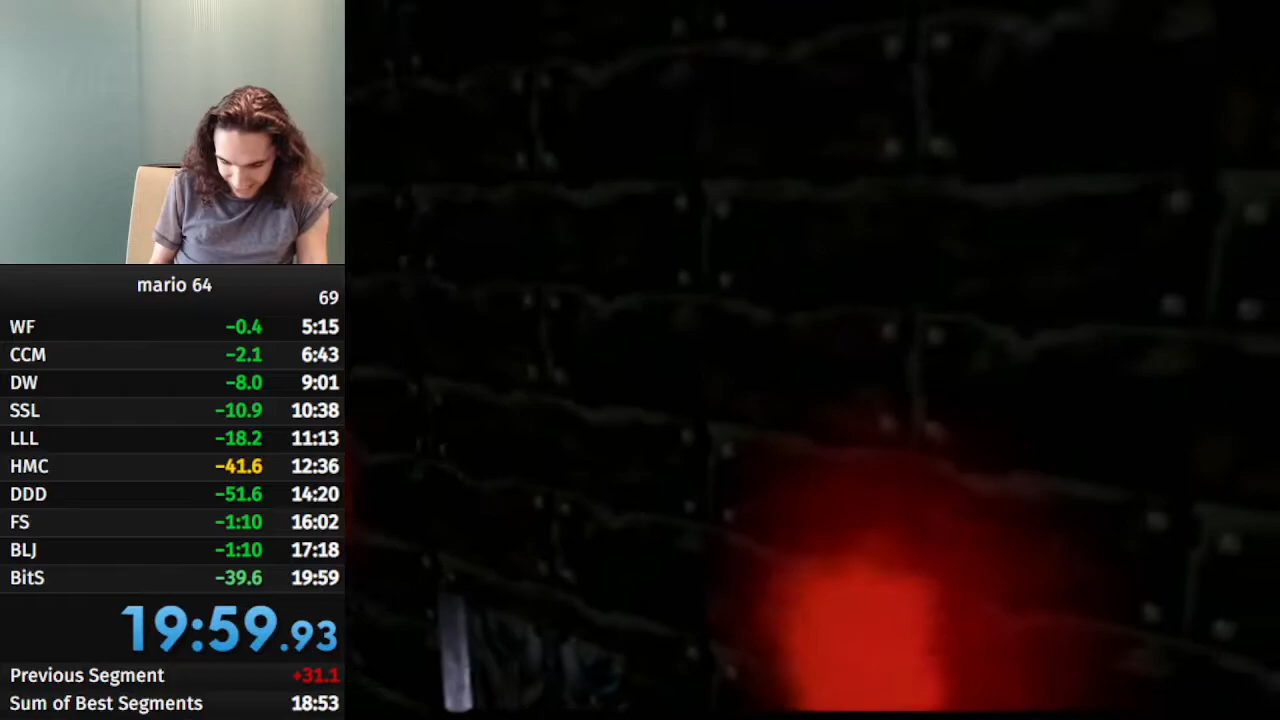 mario 64
69
WF −0.4 5:15
CCM −2.1 6:43
DW −8.0 9:01
SSL −10.9 10:38
LLL −18.2 11:13
HMC −41.6 12:36
DDD −51.6 14:20
FS −1:10 16:02
BLJ −1:10 17:18
BitS −39.6 19:59
19:59.93
Previous Segment +31.1
Sum of Best Segments 18:53